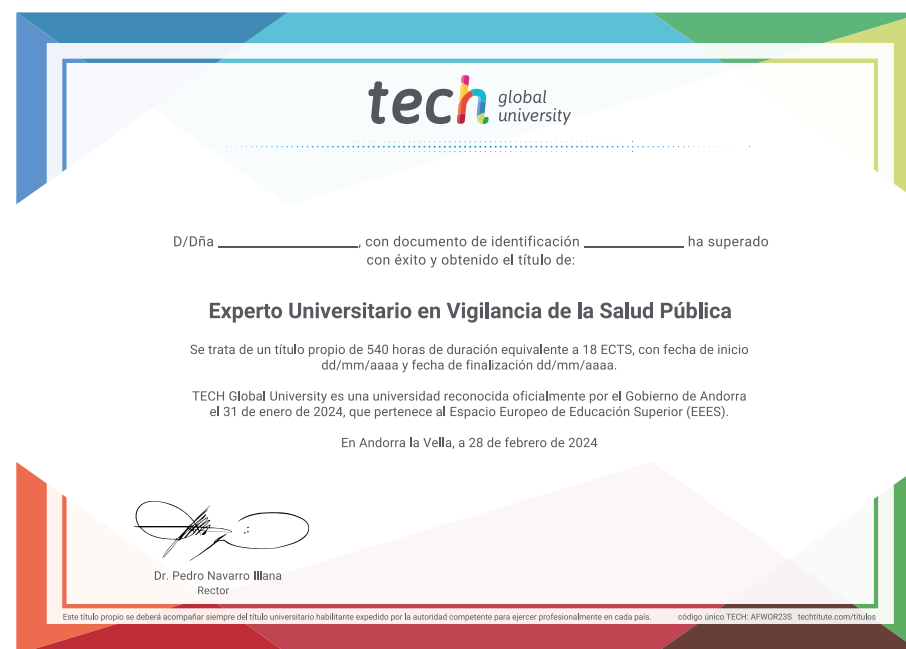 tech global
university
D/Dña ____________________, con documento de identificación ______________ ha superado
con éxito y obtenido el título de:
Experto Universitario en Vigilancia de la Salud Pública
Se trata de un título propio de 540 horas de duración equivalente a 18 ECTS, con fecha de inicio
dd/mm/aaaa y fecha de finalización dd/mm/aaaa.
TECH Global University es una universidad reconocida oficialmente por el Gobierno de Andorra
el 31 de enero de 2024, que pertenece al Espacio Europeo de Educación Superior (EEES).
En Andorra la Vella, a 28 de febrero de 2024
Dr. Pedro Navarro Illana
Rector
Este título propio se deberá acompañar siempre del título universitario habilitante expedido por la autoridad competente para ejercer profesionalmente en cada país. código único TECH: AFWOR23S techtitute.com/titulos